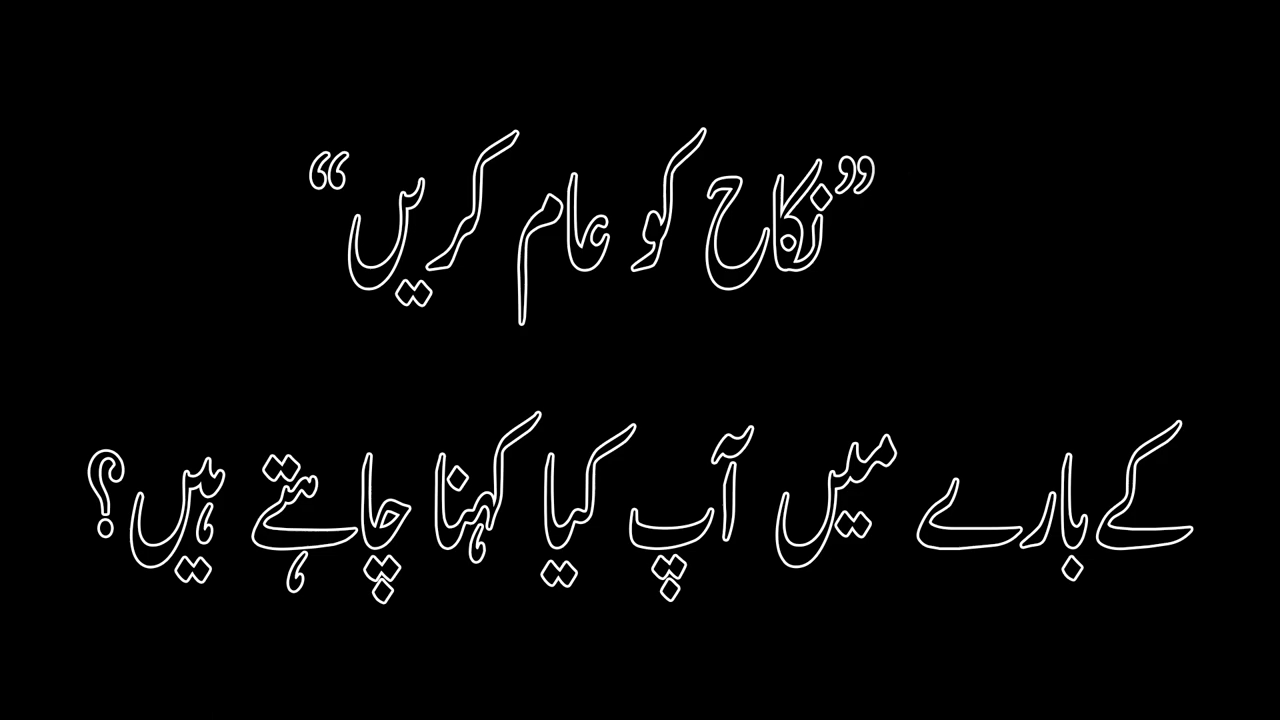 ”نکاح کو عام کریں“
کے بارے میں آپ کیا کہنا چاہتے ہیں؟